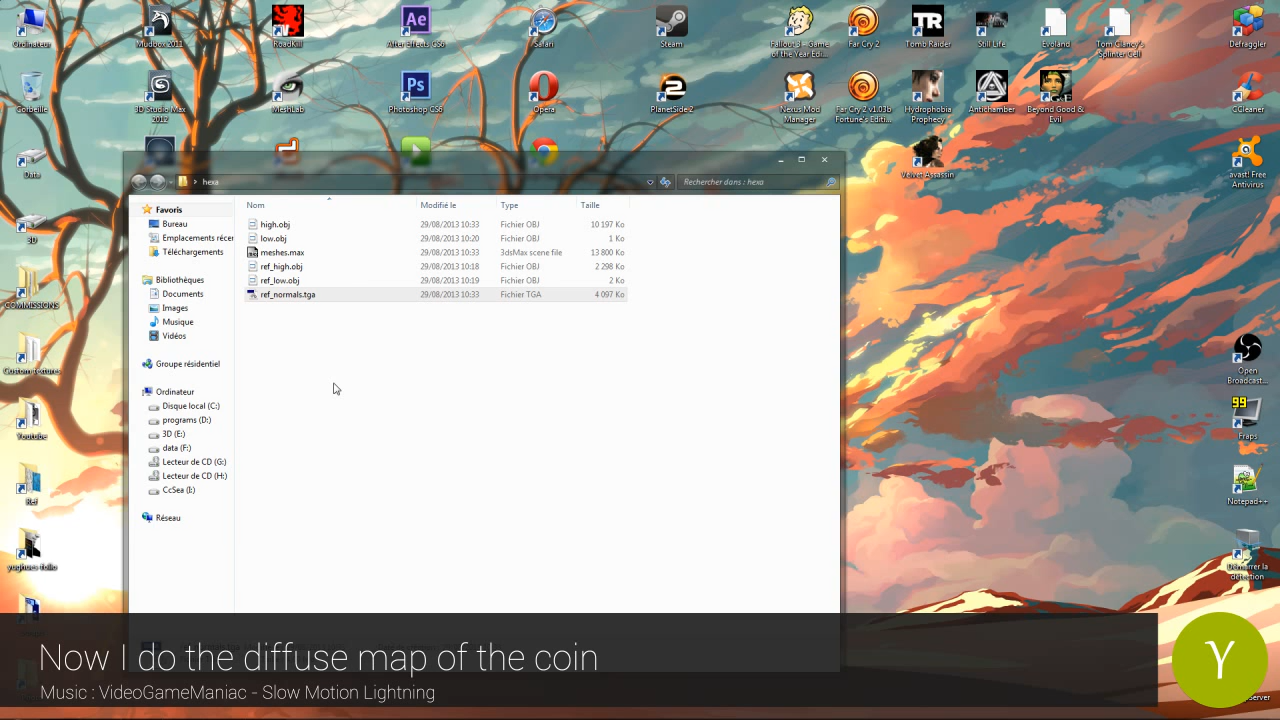 Ordinateur
Mudbox 2013
RoadKill
After Effects CS6
Safari
Steam
Fallout 3 - Game of the Year Edi...
Far Cry 2
Tomb Raider
Still Life
Evoland
Tom Clancy's Splinter Cell
Defraggler
Corbeille
3D Studio Max 2012
MeshLab
Photoshop CS6
Opera
PlanetSide 2
Nexus Mod Manager
Far Cry 2 v1.03b Fortune's Editi...
Hydrophobia Prophecy
Antichamber
Beyond Good & Evil
CCleaner
Data
Velvet Assassin
avast! Free Antivirus
3D
COMMISSIONS
Custom textures
Youtube
Ref
yughues-folio
Open Broadcast...
99
Fraps
Notepad++
Démarrer la détection
Server
Ae
Ps
TR
hexa
Rechercher dans : hexa
Nom Modifié le Type Taille
high.obj 29/08/2013 10:33 Fichier OBJ 10 197 Ko
low.obj 29/08/2013 10:20 Fichier OBJ 1 Ko
meshes.max 29/08/2013 10:33 3dsMax scene file 13 800 Ko
ref_high.obj 29/08/2013 10:18 Fichier OBJ 2 298 Ko
ref_low.obj 29/08/2013 10:19 Fichier OBJ 2 Ko
ref_normals.tga 29/08/2013 10:33 Fichier TGA 4 097 Ko
Favoris
Bureau
Emplacements récer
Téléchargements
Bibliothèques
Documents
Images
Musique
Vidéos
Groupe résidentiel
Ordinateur
Disque local (C:)
programs (D:)
3D (E:)
data (F:)
Lecteur de CD (G:)
Lecteur de CD (H:)
CcSea (I:)
Réseau
Now I do the diffuse map of the coin
Music : VideoGameManiac - Slow Motion Lightning
Y